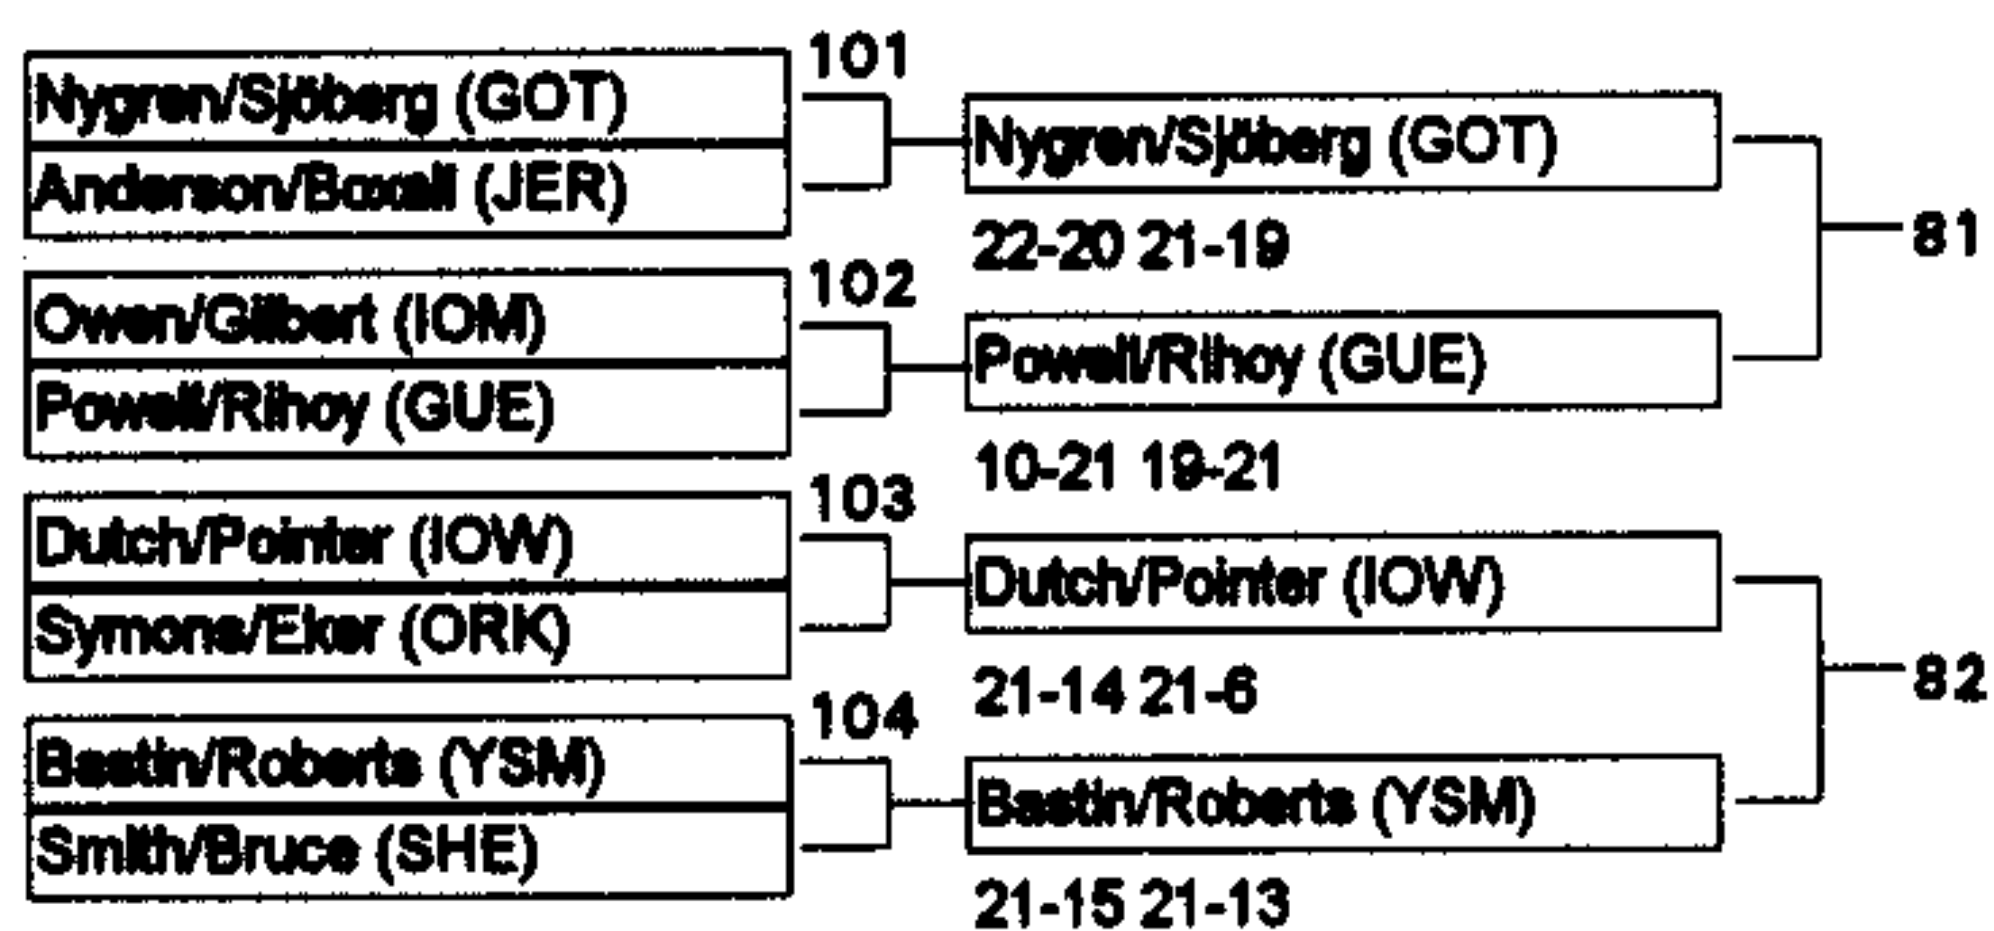 101
Nygren/Sjöberg (GOT)
Anderson/Boxall (JER)
Nygren/Sjöberg (GOT)
22-20 21-19
81
102
Owen/Gilbert (IOM)
Powell/Rihoy (GUE)
Powell/Rihoy (GUE)
10-21 19-21
103
Dutch/Pointer (IOW)
Symons/Eker (ORK)
Dutch/Pointer (IOW)
21-14 21-6
82
104
Bastin/Roberts (YSM)
Smith/Bruce (SHE)
Bastin/Roberts (YSM)
21-15 21-13